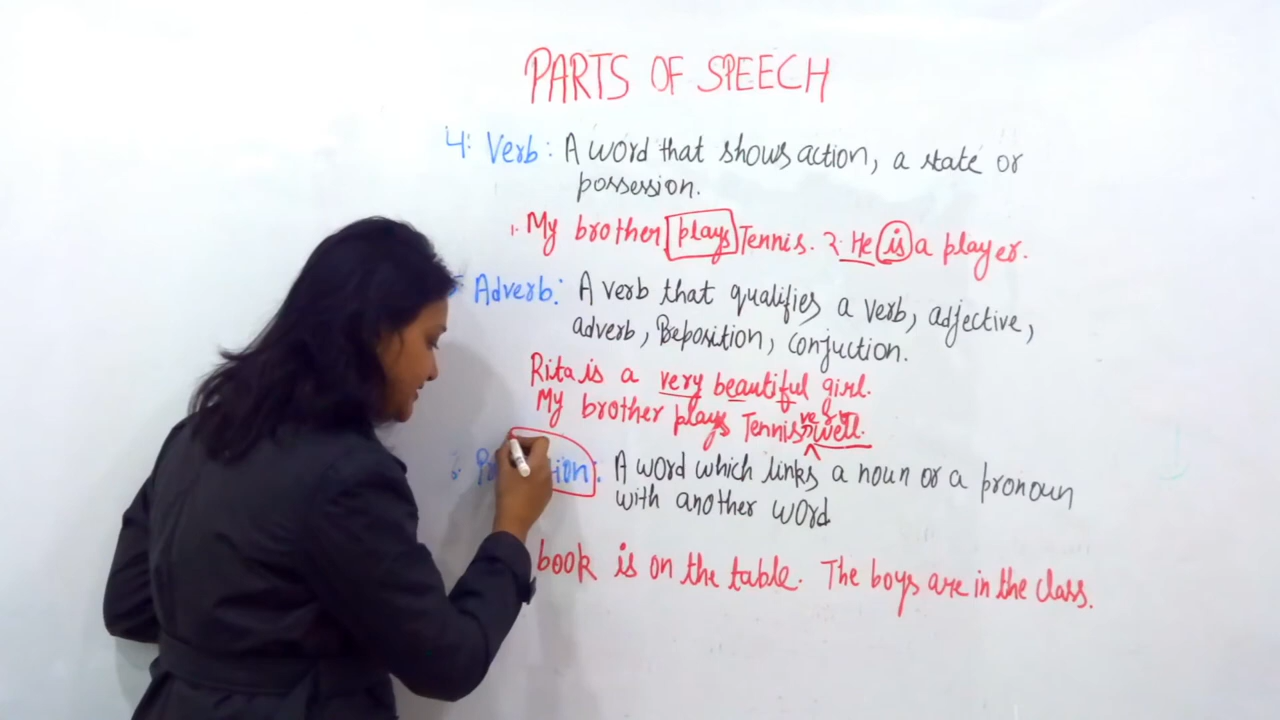 PARTS OF SPEECH
4: Verb: A word that shows action, a state or
possession.
1. My brother plays Tennis. 2. He is a player.
Adverb: A verb that qualifies a verb, adjective,
adverb, Preposition, conjuction.
Rita is a very beautiful girl.
very
My brother plays Tennis well.
A word which links a noun or a pronoun
with another word
book is on the table. The boys are in the class.